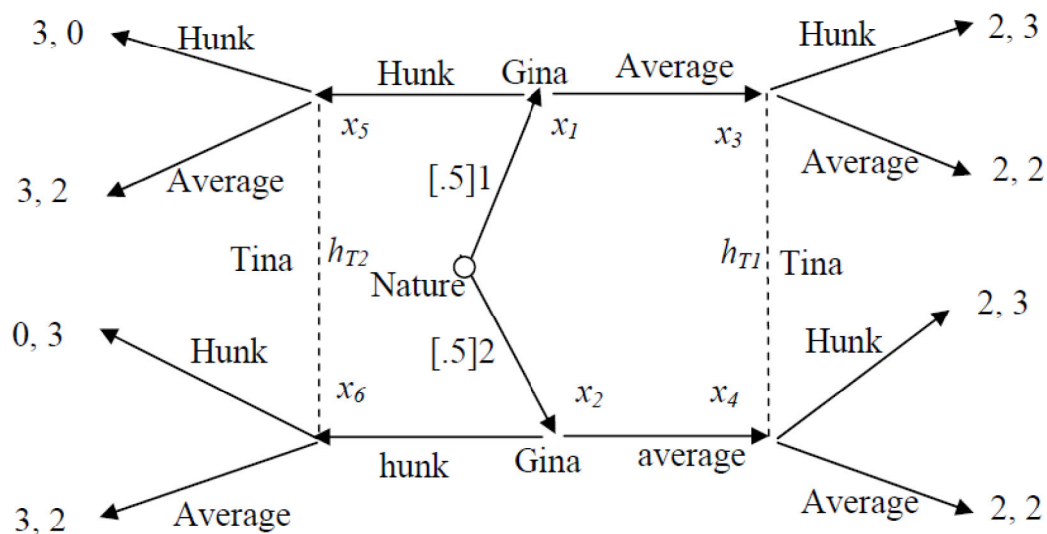 3, 0
Hunk
Hunk
Gina
Average
Hunk
2, 3
x5
x1
x3
3, 2
Average
[.5]1
Average
2, 2
Tina
hT2
Nature
hT1
Tina
0, 3
Hunk
[.5]2
Hunk
2, 3
x6
x2
x4
hunk
Gina
average
3, 2
Average
Average
2, 2